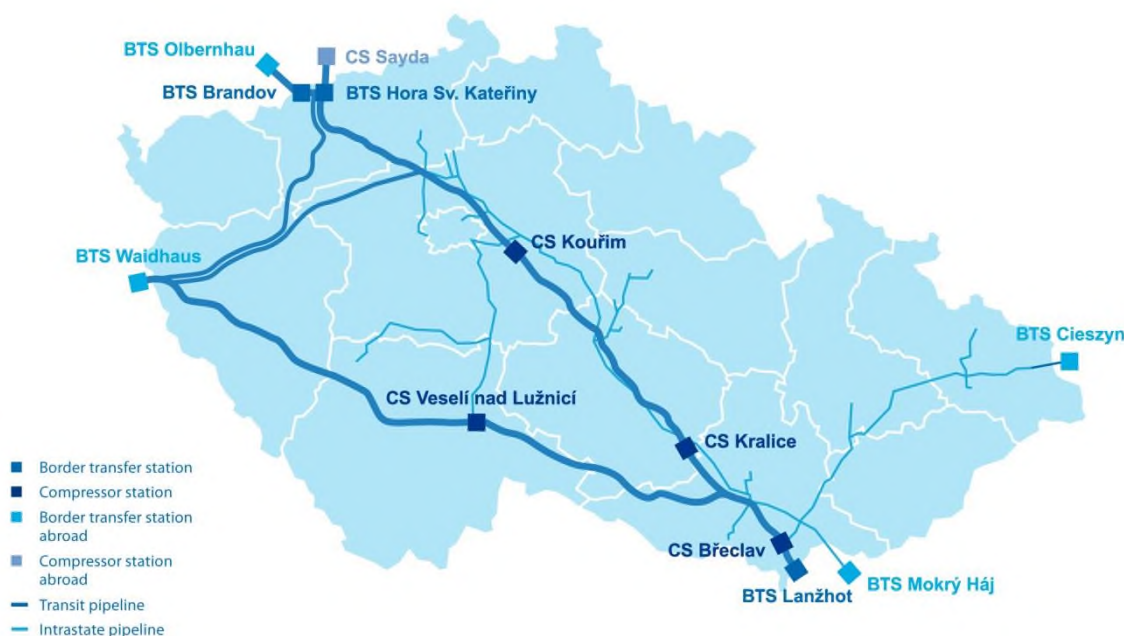 BTS Olbernhau
CS Sayda
BTS Brandov
BTS Hora Sv. Kateřiny
CS Kouřim
BTS Waidhaus
BTS Cieszyn
CS Veselí nad Lužnicí
CS Kralice
CS Břeclav
BTS Mokrý Háj
BTS Lanžhot
Border transfer station
Compressor station
Border transfer station
abroad
Compressor station
abroad
Transit pipeline
Intrastate pipeline